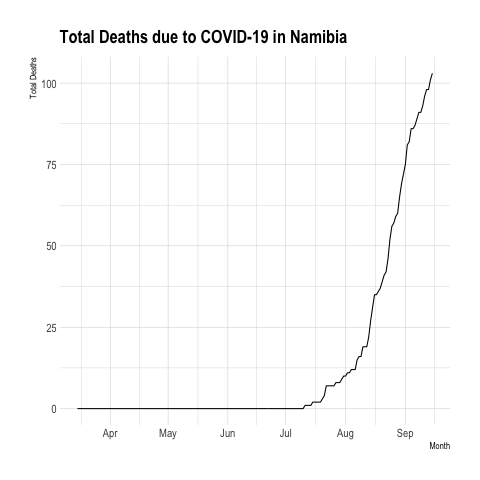 Total Deaths due to COVID-19 in Namibia
Total Deaths
100
75
50
25
0
Apr May Jun Jul Aug Sep
Month